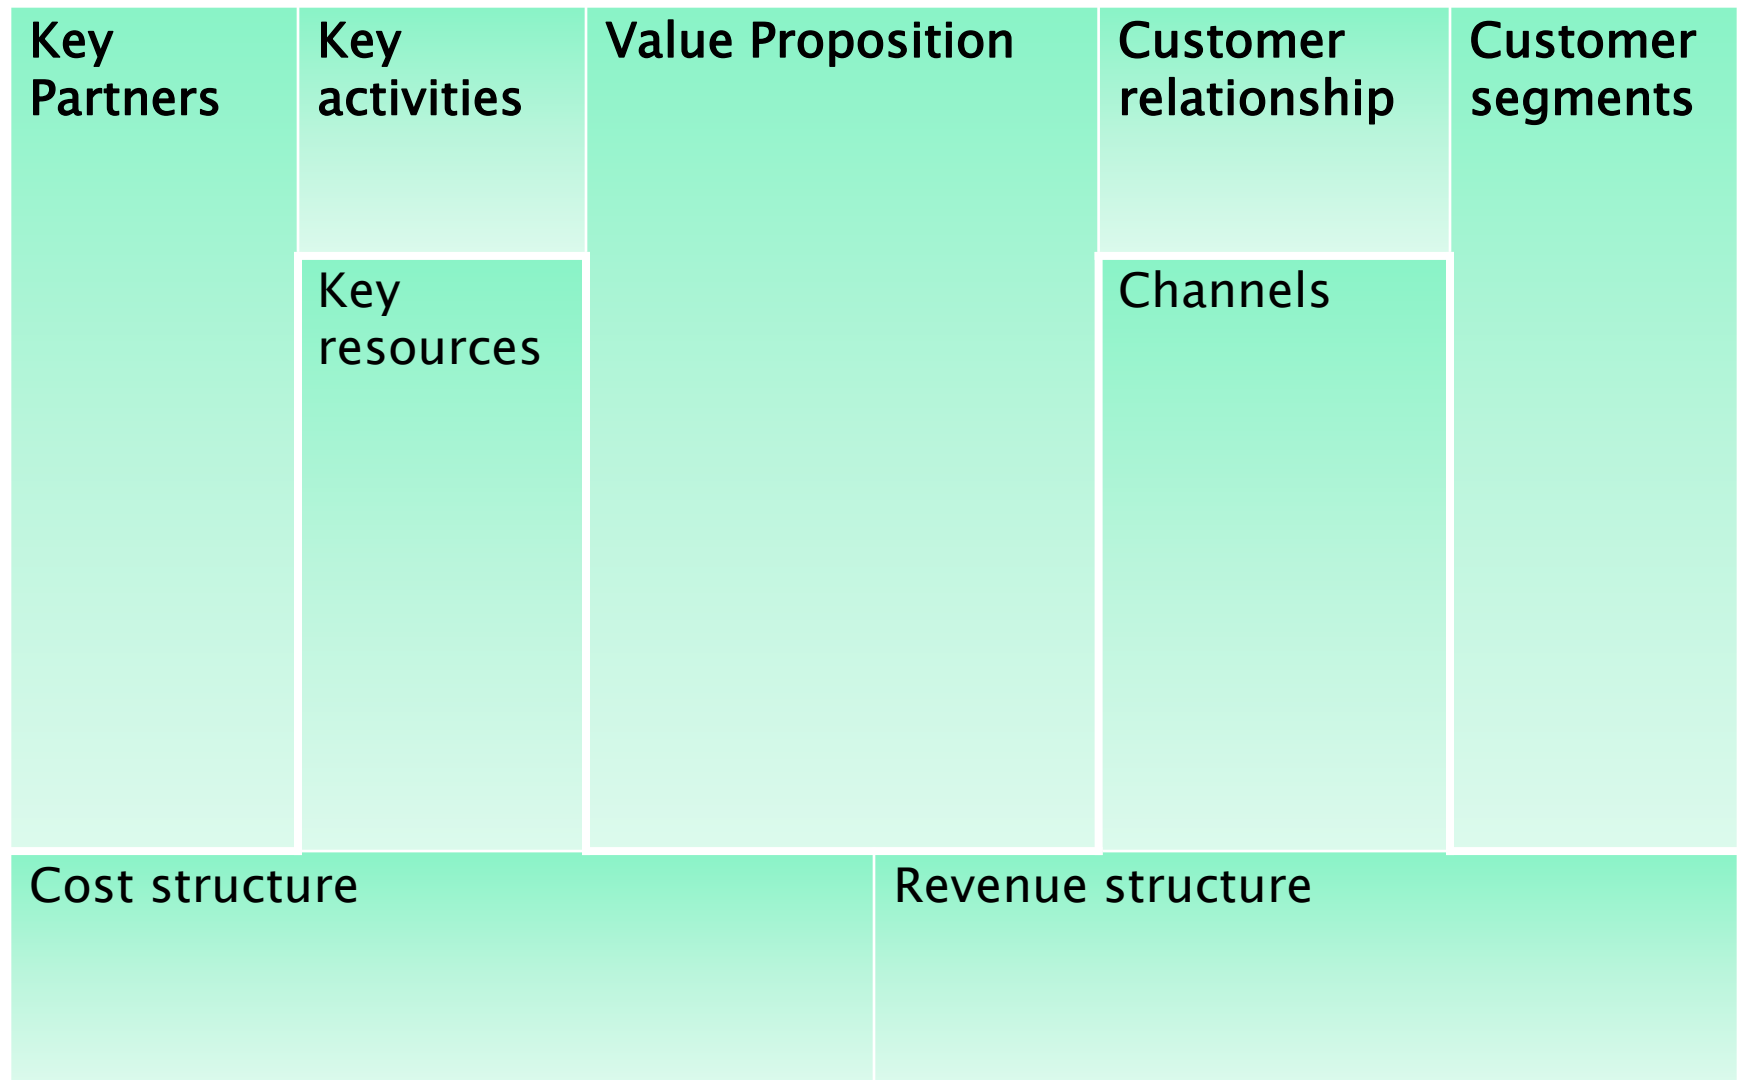 Key
Partners
Key
activities
Value Proposition
Customer
relationship
Customer
segments
Key
resources
Channels
Cost structure
Revenue structure